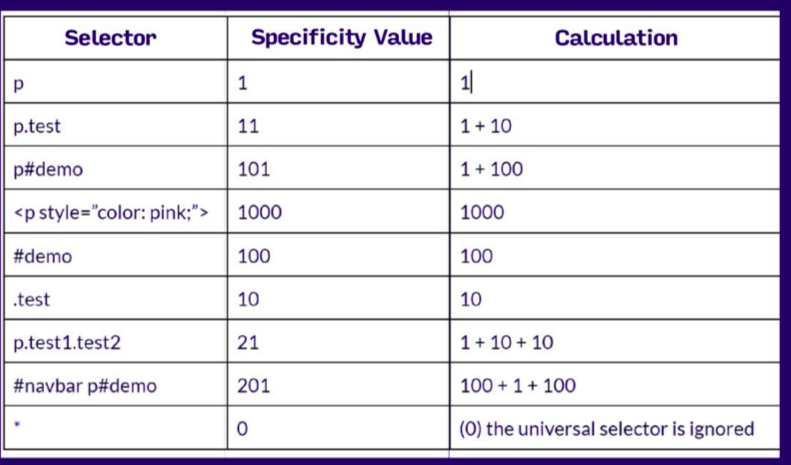 Selector Specificity Value Calculation
p 1 1
p.test 11 1 + 10
p#demo 101 1 + 100
<p style="color: pink;"> 1000 1000
#demo 100 100
.test 10 10
p.test1.test2 21 1 + 10 + 10
#navbar p#demo 201 100 + 1 + 100
* 0 (0) the universal selector is ignored